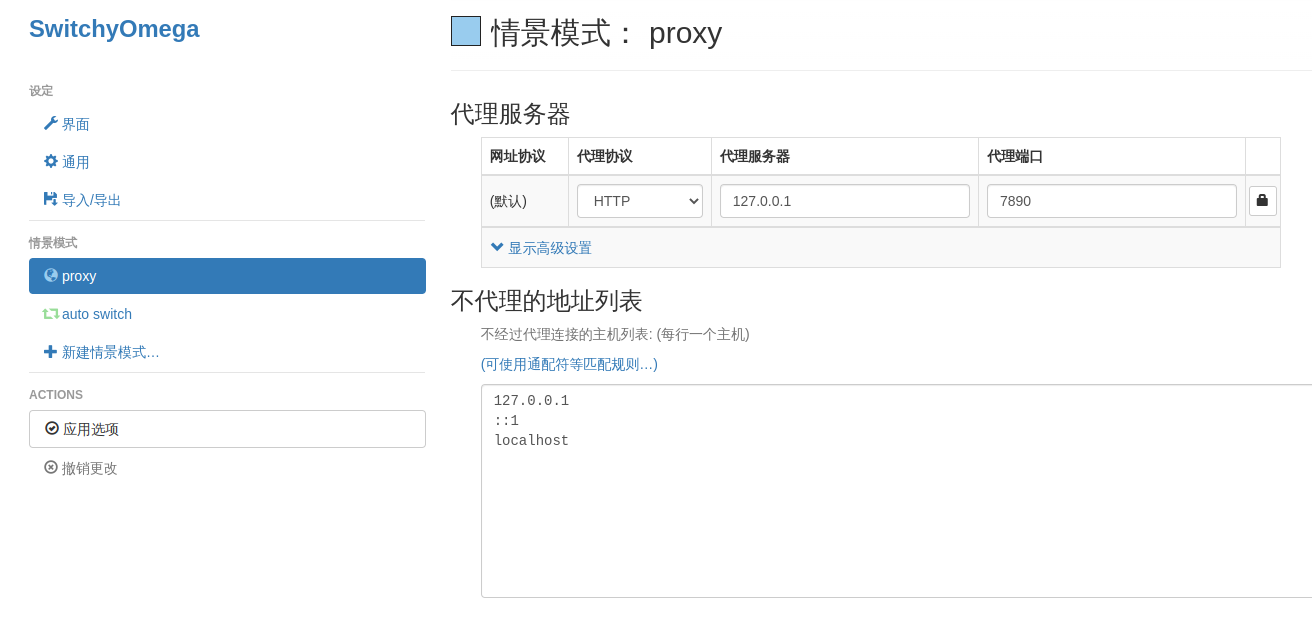 SwitchyOmega
设定
界面
通用
导入/导出
情景模式
proxy
auto switch
新建情景模式…
ACTIONS
应用选项
撤销更改
情景模式： proxy
代理服务器
网址协议 代理协议 代理服务器 代理端口
(默认) HTTP 127.0.0.1 7890
显示高级设置
不代理的地址列表
不经过代理连接的主机列表: (每行一个主机)
(可使用通配符等匹配规则…)
127.0.0.1
::1
localhost